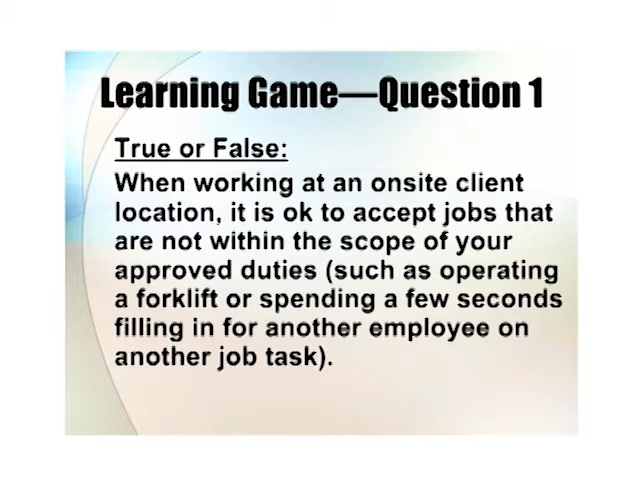 Learning Game—Question 1
True or False:
When working at an onsite client
location, it is ok to accept jobs that
are not within the scope of your
approved duties (such as operating
a forklift or spending a few seconds
filling in for another employee on
another job task).